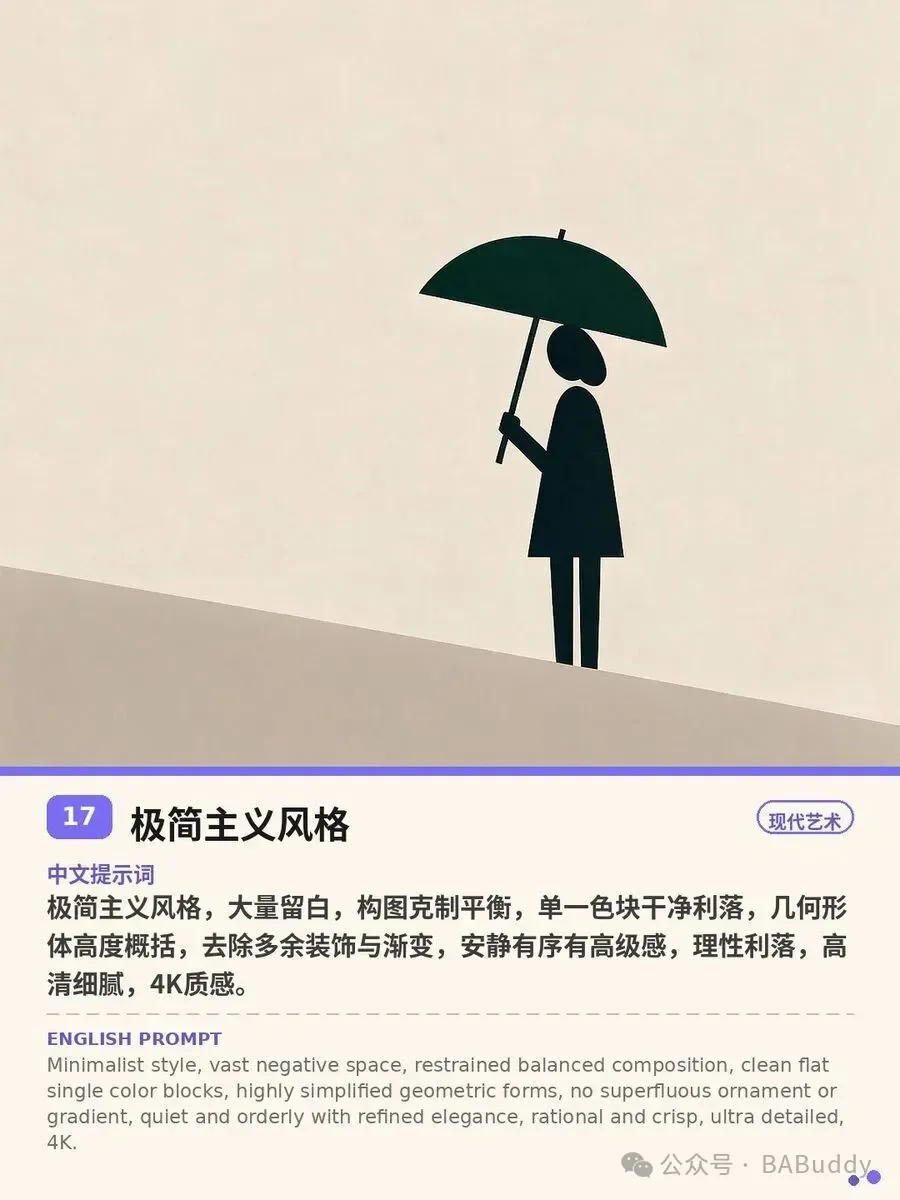 17 极简主义风格
现代艺术
中文提示词
极简主义风格，大量留白，构图克制平衡，单一色块干净利落，几何形
体高度概括，去除多余装饰与渐变，安静有序有高级感，理性利落，高
清细腻，4K质感。
ENGLISH PROMPT
Minimalist style, vast negative space, restrained balanced composition, clean flat
single color blocks, highly simplified geometric forms, no superfluous ornament or
gradient, quiet and orderly with refined elegance, rational and crisp, ultra detailed,
4K.
公众号 · BABuddy